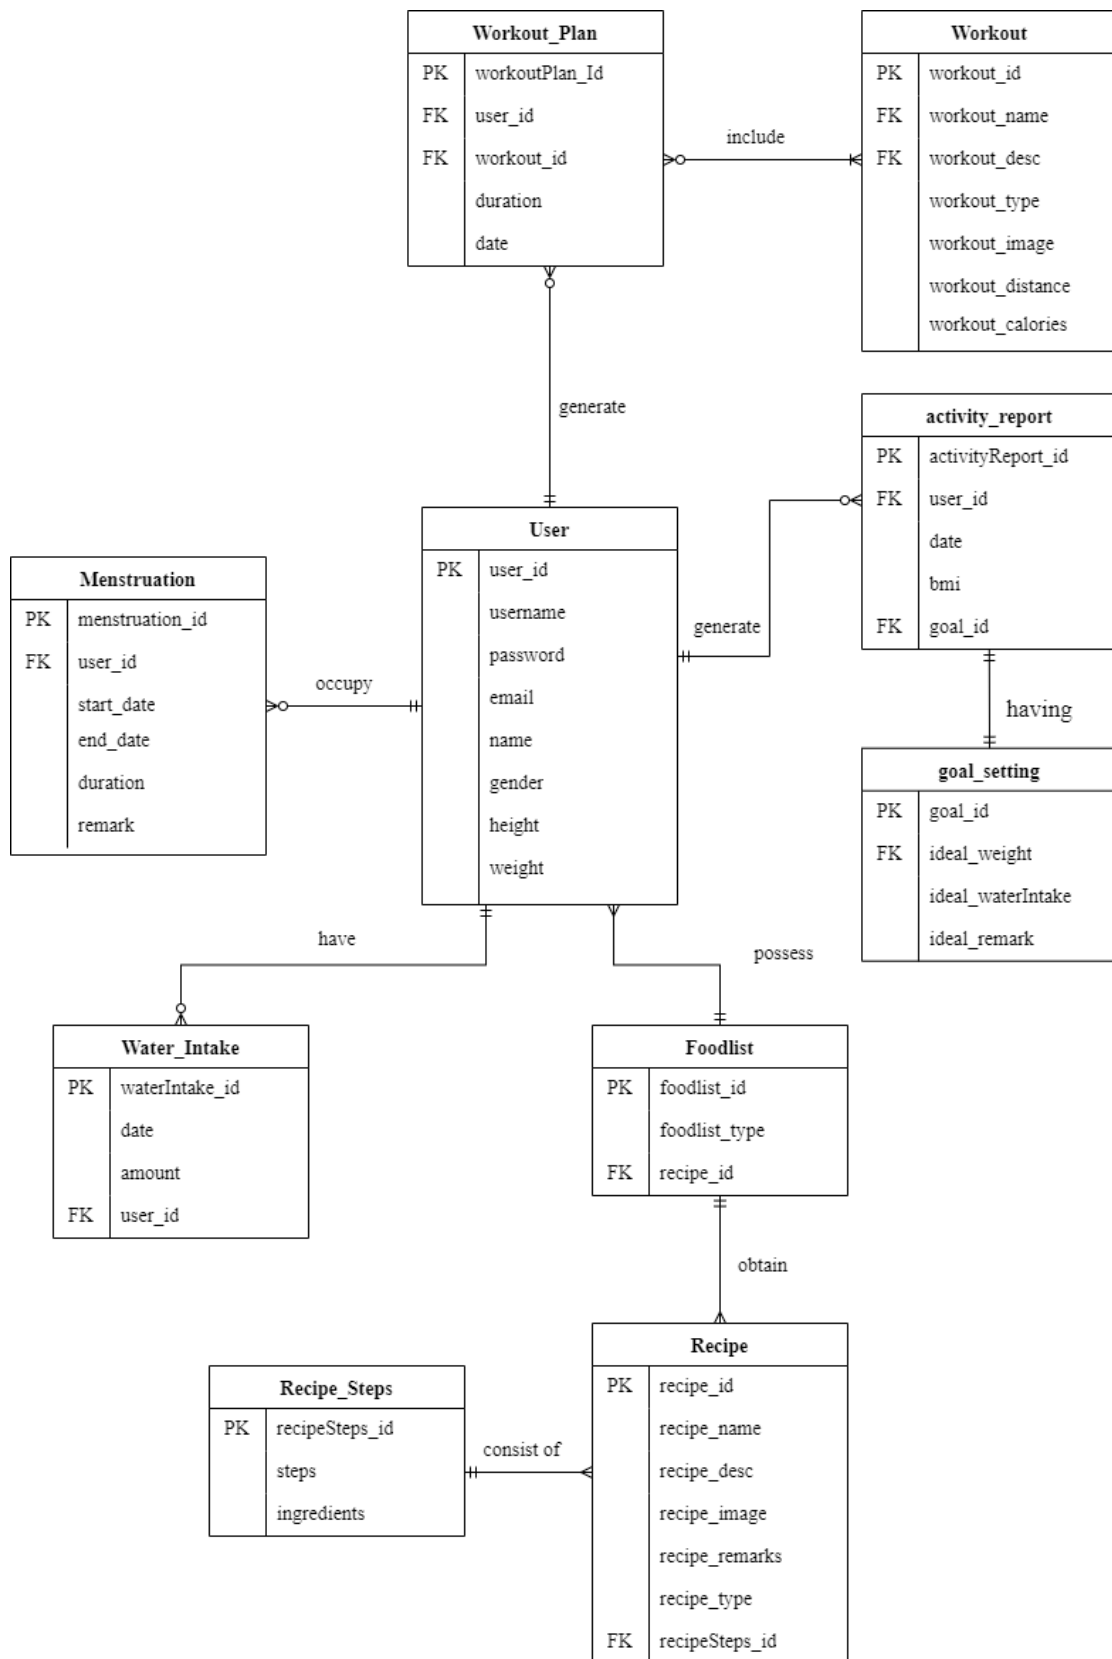 Workout_Plan
PK workoutPlan_Id
FK user_id
FK workout_id
duration
date
include
Workout
PK workout_id
FK workout_name
FK workout_desc
workout_type
workout_image
workout_distance
workout_calories
generate
activity_report
PK activityReport_id
FK user_id
date
bmi
FK goal_id
User
PK user_id
username
password
email
name
gender
height
weight
generate
Menstruation
PK menstruation_id
FK user_id
start_date
end_date
duration
remark
occupy
having
goal_setting
PK goal_id
FK ideal_weight
ideal_waterIntake
ideal_remark
have
possess
Water_Intake
PK waterIntake_id
date
amount
FK user_id
Foodlist
PK foodlist_id
foodlist_type
FK recipe_id
obtain
Recipe
PK recipe_id
recipe_name
recipe_desc
recipe_image
recipe_remarks
recipe_type
FK recipeSteps_id
Recipe_Steps
PK recipeSteps_id
steps
ingredients
consist of